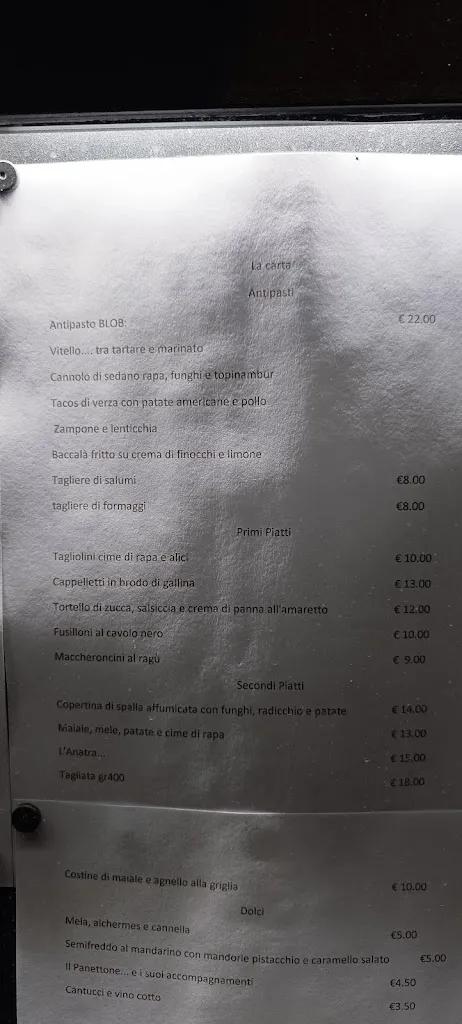 La carta
Antipasti
Antipasto BLOB: € 22.00
Vitello.... tra tartare e marinato
Cannolo di sedano rapa, funghi e topinambur
Tacos di verza con patate americane e pollo
Zampone e lenticchia
Baccalà fritto su crema di finocchi e limone
Tagliere di salumi €8.00
tagliere di formaggi €8.00
Primi Piatti
Tagliolini cime di rapa e alici € 10.00
Cappelletti in brodo di gallina € 13.00
Tortello di zucca, salsiccia e crema di panna all'amaretto € 12.00
Fusilloni al cavolo nero € 10.00
Maccheroncini al ragù € 9.00
Secondi Piatti
Copertina di spalla affumicata con funghi, radicchio e patate € 14.00
Maiale, mele, patate e cime di rapa € 13.00
L'Anatra... € 15.00
Tagliata gr400 € 18.00
Costine di maiale e agnello alla griglia € 10.00
Dolci
Mela, alchermes e cannella €5.00
Semifreddo al mandarino con mandorle pistacchio e caramello salato €5.00
Il Panettone... e i suoi accompagnamenti €4.50
Cantucci e vino cotto €3.50